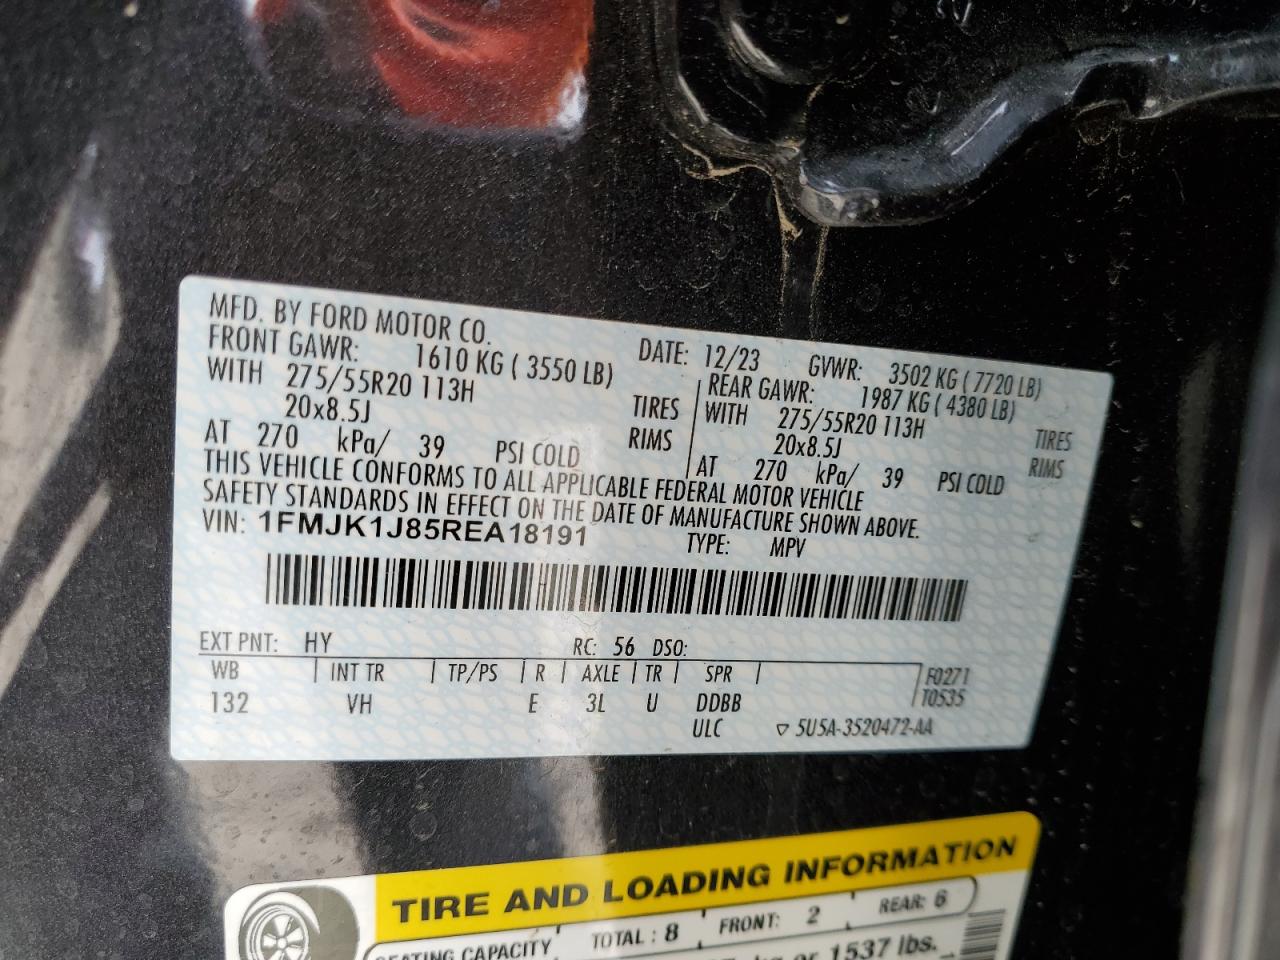 MFD. BY FORD MOTOR CO.
DATE: 12/23 GVWR: 3502 KG ( 7720 LB)
FRONT GAWR: 1610 KG ( 3550 LB)
WITH 275/55R20 113H TIRES
20x8.5J RIMS
AT 270 kPa/ 39 PSI COLD
REAR GAWR: 1987 KG ( 4380 LB)
WITH 275/55R20 113H TIRES
20x8.5J RIMS
AT 270 kPa/ 39 PSI COLD
THIS VEHICLE CONFORMS TO ALL APPLICABLE FEDERAL MOTOR VEHICLE
SAFETY STANDARDS IN EFFECT ON THE DATE OF MANUFACTURE SHOWN ABOVE.
VIN: 1FMJK1J85REA18191 TYPE: MPV
EXT PNT: HY RC: 56 DSO:
WB INT TR TP/PS R AXLE TR SPR F0271
132 VH E 3L U DDBB T0535
ULC 5U5A-3520472-AA
TIRE AND LOADING INFORMATION
SEATING CAPACITY TOTAL : 8 FRONT: 2 REAR: 6
kg or 1537 lbs.